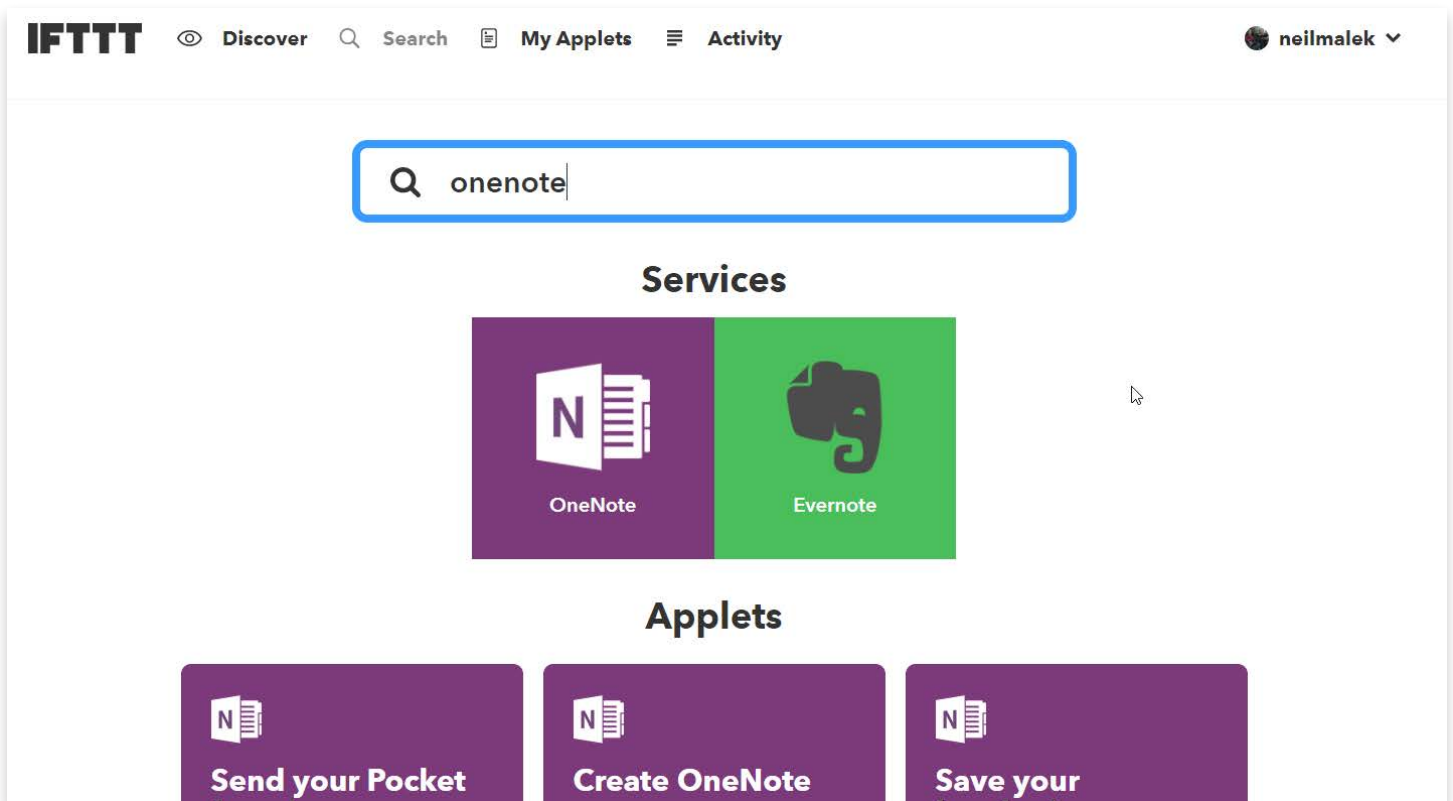 IFTTT Discover Search My Applets Activity neilmalek
onenote
Services
N
OneNote Evernote
Applets
N N N
Send your Pocket Create OneNote Save your